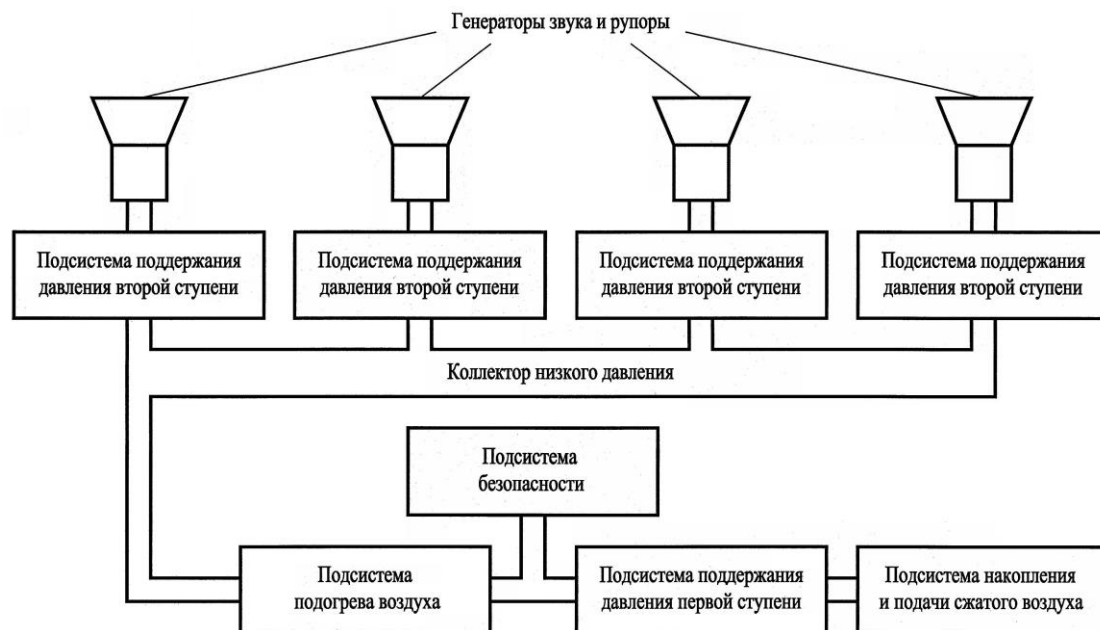 Генераторы звука и рупоры
Подсистема поддержания
давления второй ступени
Подсистема поддержания
давления второй ступени
Подсистема поддержания
давления второй ступени
Подсистема поддержания
давления второй ступени
Коллектор низкого давления
Подсистема
безопасности
Подсистема
подогрева воздуха
Подсистема поддержания
давления первой ступени
Подсистема накопления
и подачи сжатого воздуха